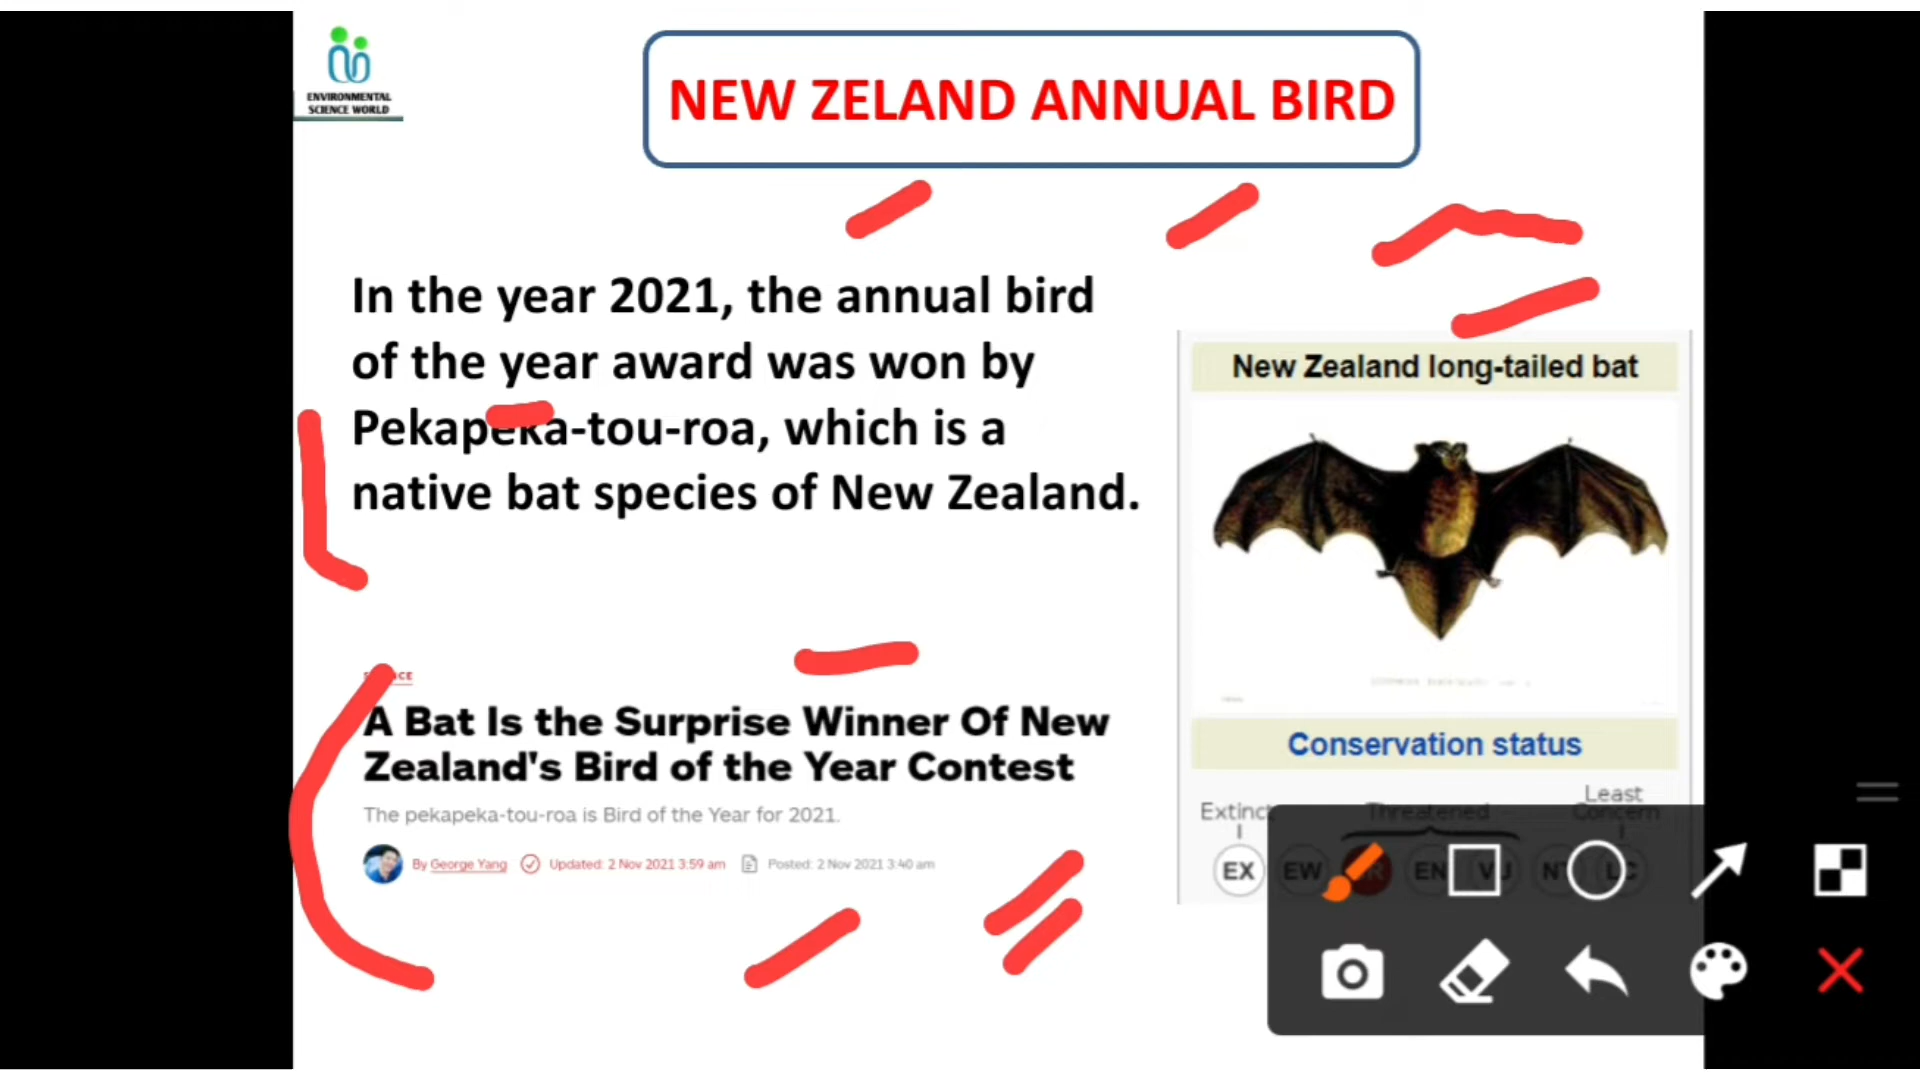 ENVIRONMENTAL
SCIENCE WORLD
NEW ZELAND ANNUAL BIRD
In the year 2021, the annual bird
of the year award was won by
Pekapeka-tou-roa, which is a
native bat species of New Zealand.
A Bat Is the Surprise Winner Of New
Zealand's Bird of the Year Contest
The pekapeka-tou-roa is Bird of the Year for 2021.
By George Yang Updated: 2 Nov 2021 3:59 am Posted: 2 Nov 2021 3:40 am
New Zealand long-tailed bat
Conservation status
Extinct Threatened Least
Concern
EX EW EN VU NT LC